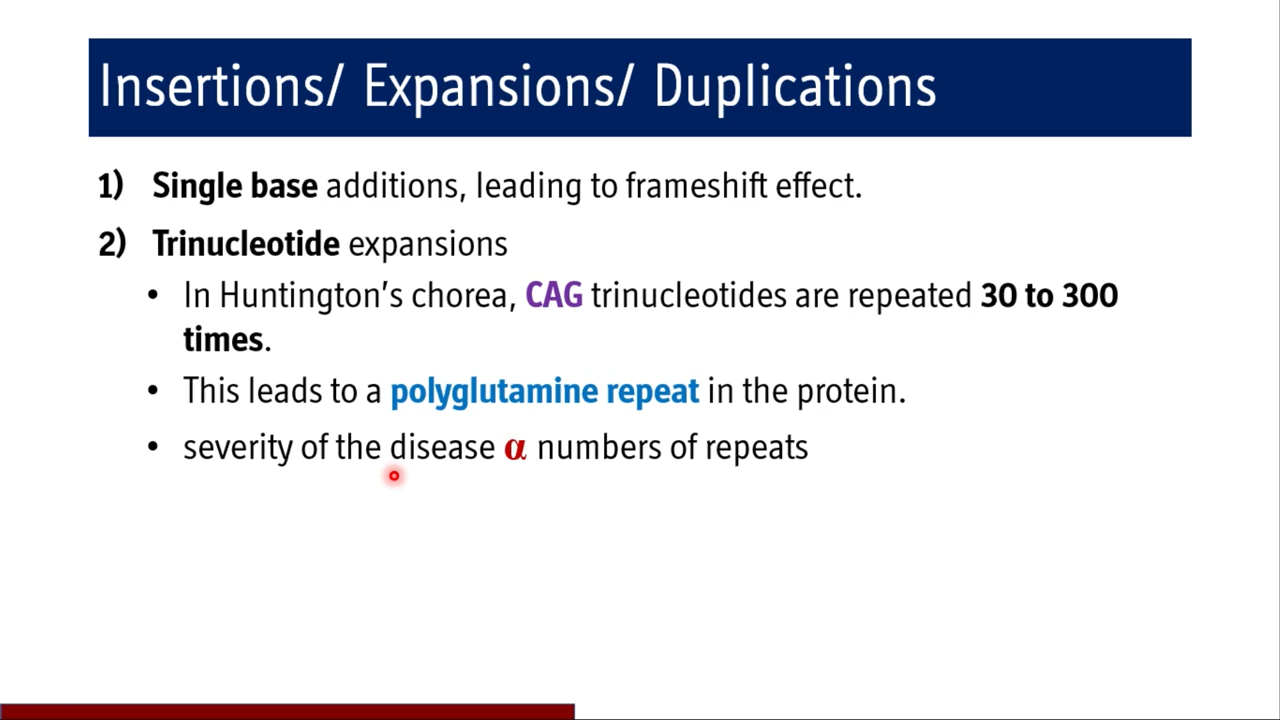 Insertions/ Expansions/ Duplications
1) Single base additions, leading to frameshift effect.
2) Trinucleotide expansions
• In Huntington’s chorea, CAG trinucleotides are repeated 30 to 300
times.
• This leads to a polyglutamine repeat in the protein.
• severity of the disease α numbers of repeats